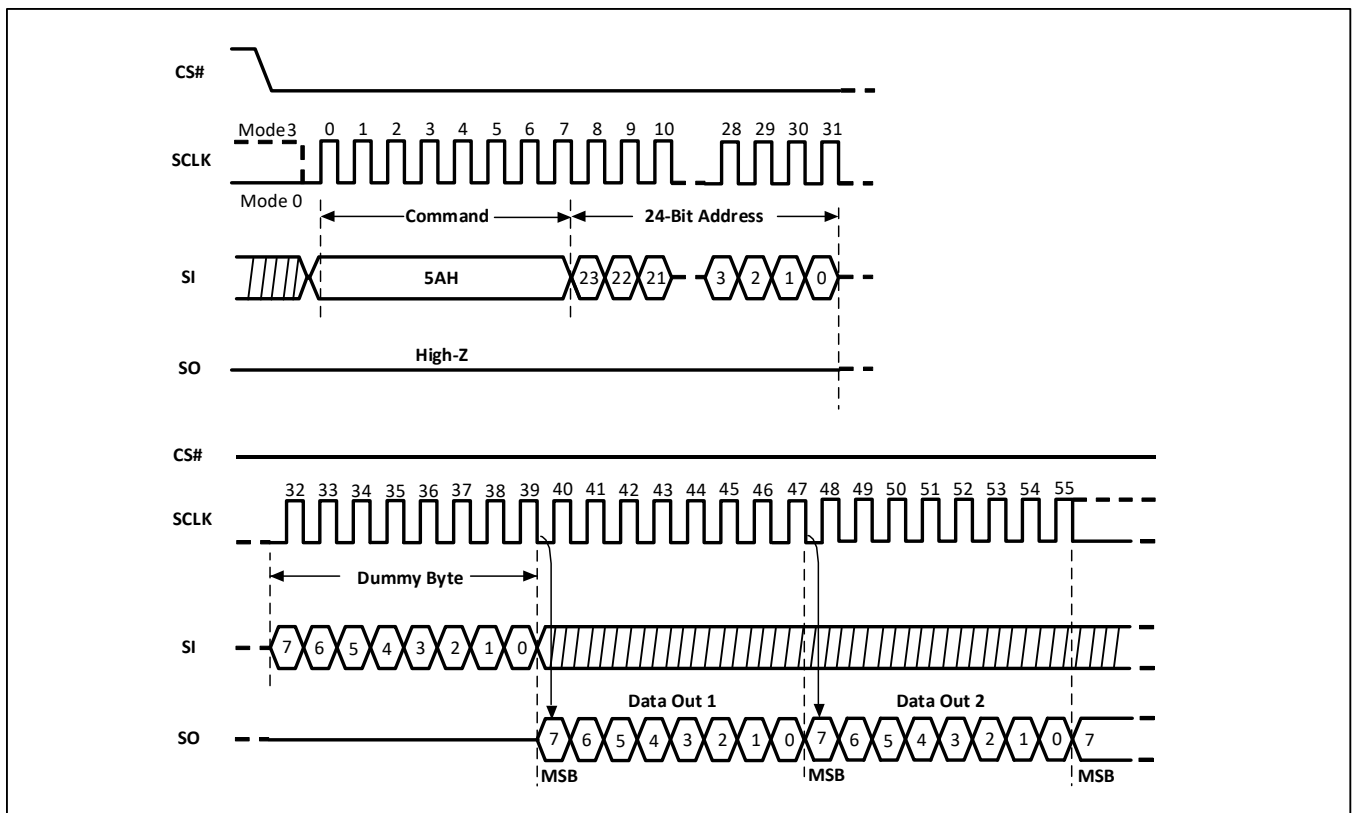 CS#
Mode 3 0 1 2 3 4 5 6 7 8 9 10 28 29 30 31
SCLK
Mode 0
Command 24-Bit Address
SI 5AH 23 22 21 3 2 1 0
High-Z
SO
CS#
32 33 34 35 36 37 38 39 40 41 42 43 44 45 46 47 48 49 50 51 52 53 54 55
SCLK
Dummy Byte
SI 7 6 5 4 3 2 1 0
Data Out 1 Data Out 2
SO 7 6 5 4 3 2 1 0 7 6 5 4 3 2 1 0 7
MSB MSB MSB